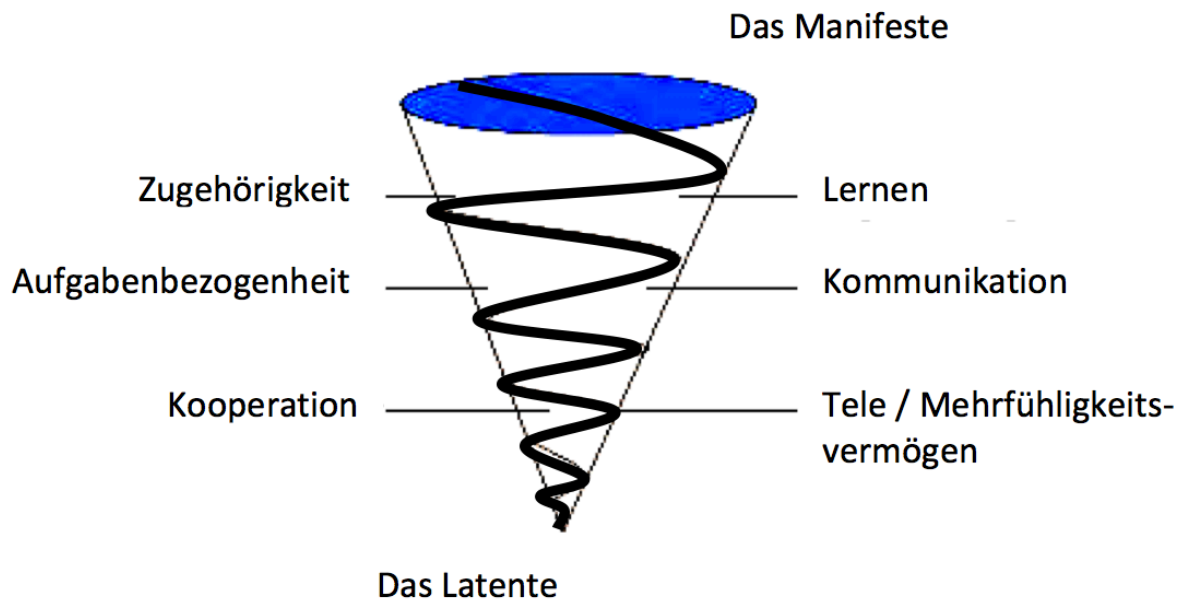 Das Manifeste
Zugehörigkeit
Lernen
Aufgabenbezogenheit
Kommunikation
Kooperation
Tele / Mehrfühligkeits-
vermögen
Das Latente